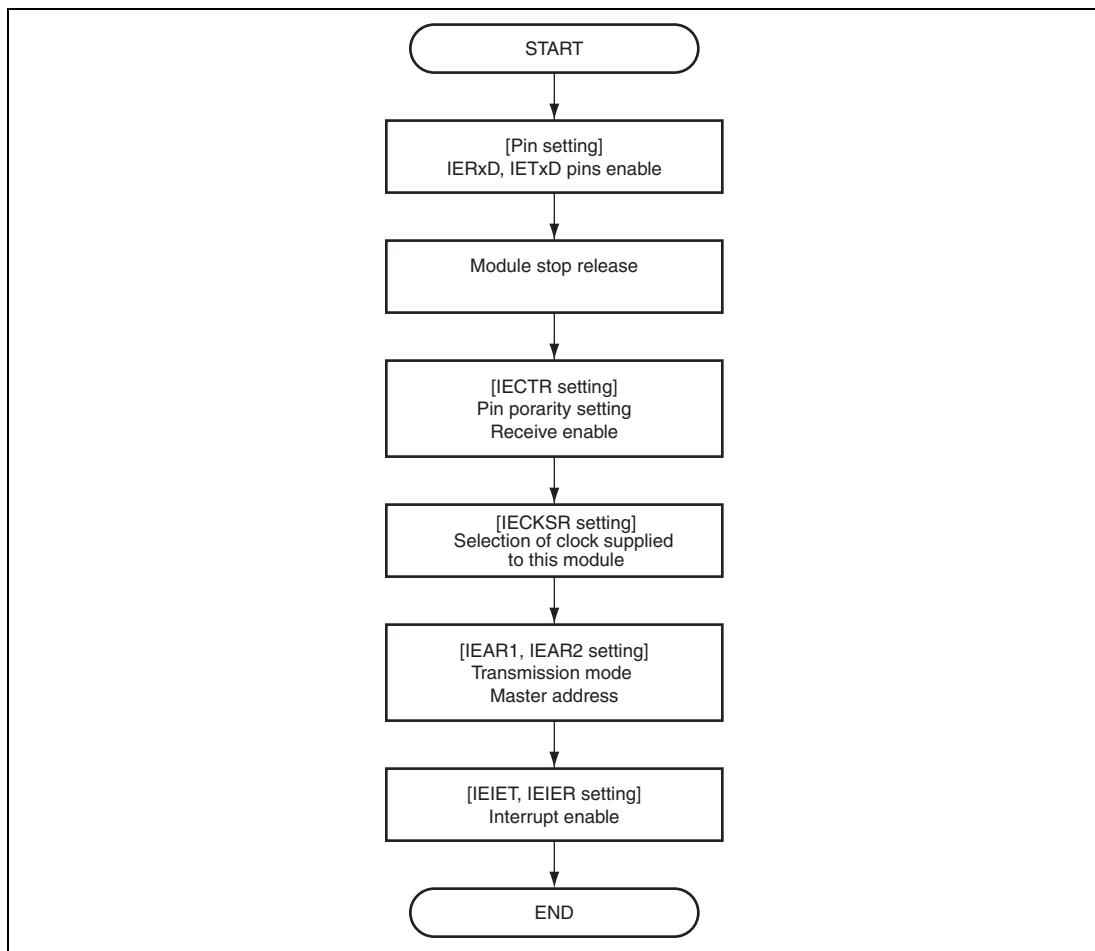 START
[Pin setting]
IERxD, IETxD pins enable
Module stop release
[IECTR setting]
Pin porarity setting
Receive enable
[IECKSR setting]
Selection of clock supplied
to this module
[IEAR1, IEAR2 setting]
Transmission mode
Master address
[IEIET, IEIER setting]
Interrupt enable
END